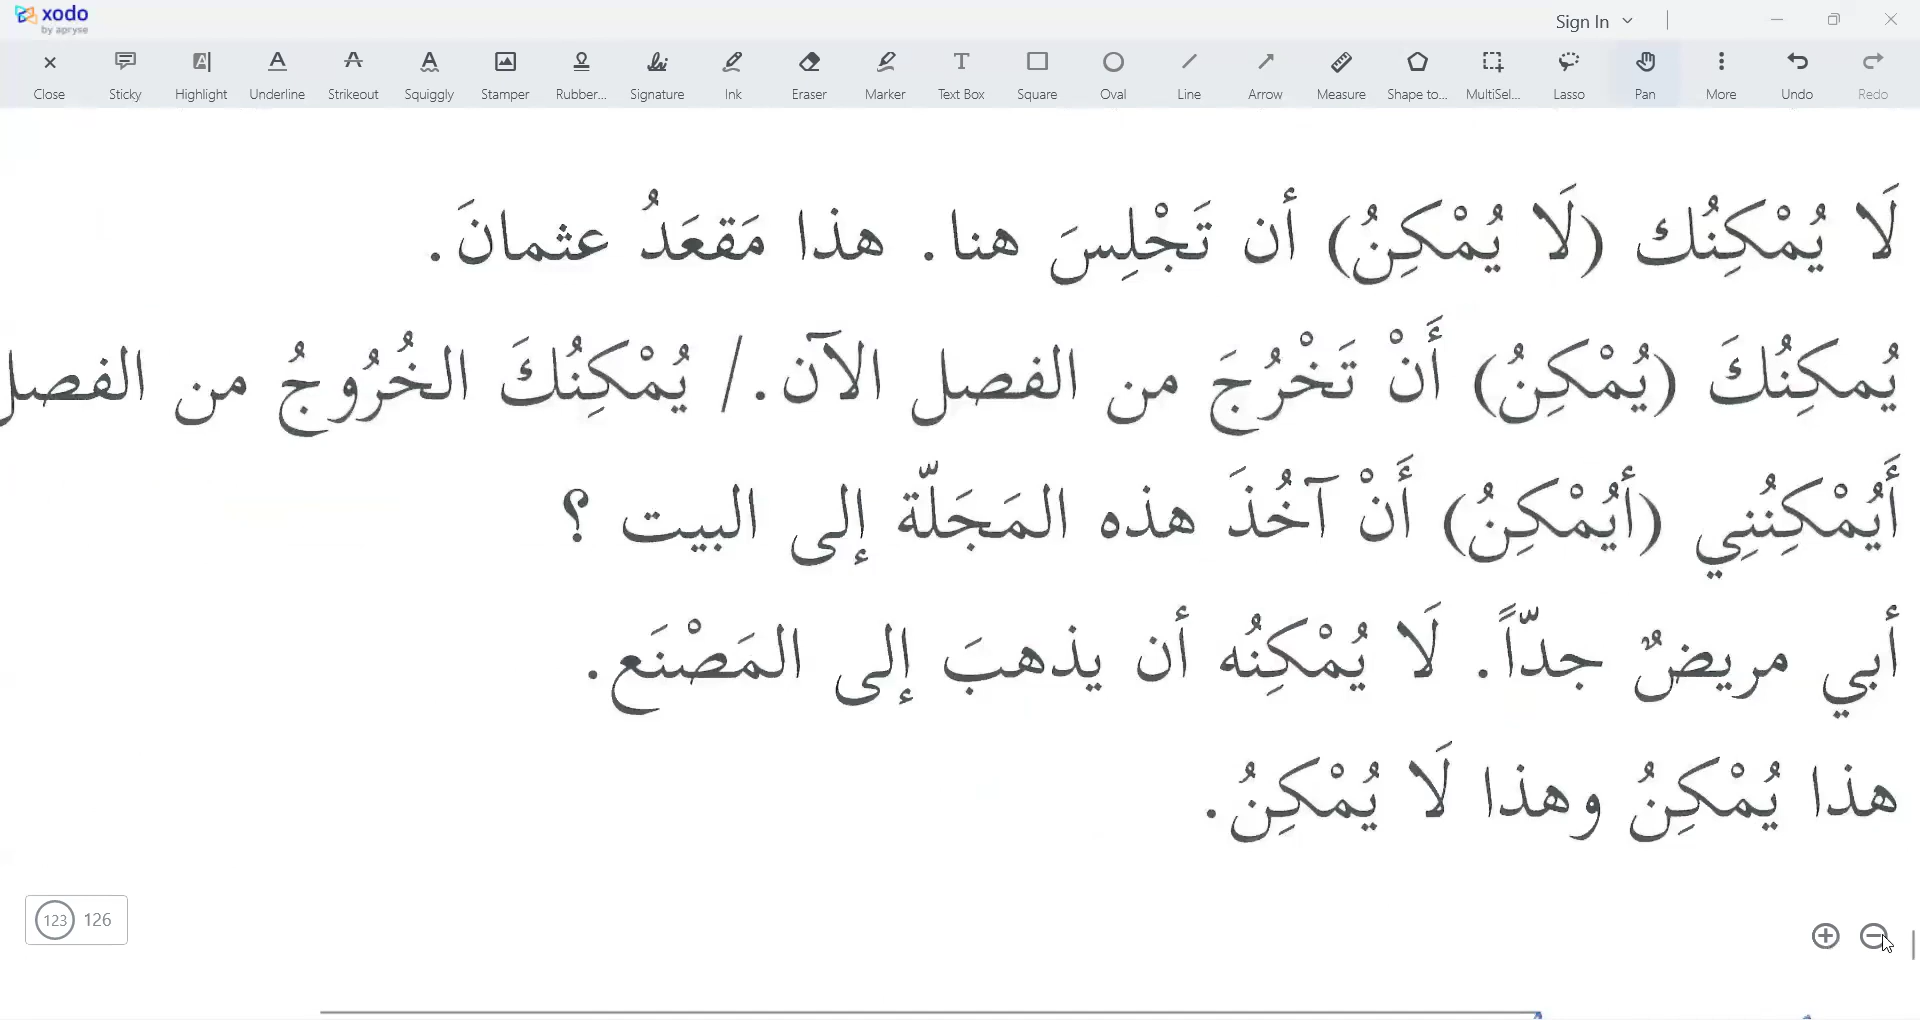 xodo
by apryse
Sign In
Close Sticky Highlight Underline Strikeout Squiggly Stamper Rubber... Signature Ink Eraser Marker Text Box Square Oval Line Arrow Measure Shape to... MultiSel... Lasso Pan More Undo Redo
لَا يُمْكِنُك (لَا يُمْكِنُ) أن تَجْلِسَ هنا. هذا مَقعَدُ عثمانَ.
يُمكِنُكَ (يُمْكِنُ) أَنْ تَخْرُجَ من الفصل الآن./ يُمْكِنُكَ الخُرُوجُ من الفصل
أَيُمْكِنُنِي (أيُمْكِنُ) أَنْ آخُذَ هذه المَجَلّة إلى البيت ؟
أبي مريضٌ جدّاً. لَا يُمْكِنُه أن يذهبَ إلى المَصْنَع.
هذا يُمْكِنُ وهذا لَا يُمْكِنُ.
123 126